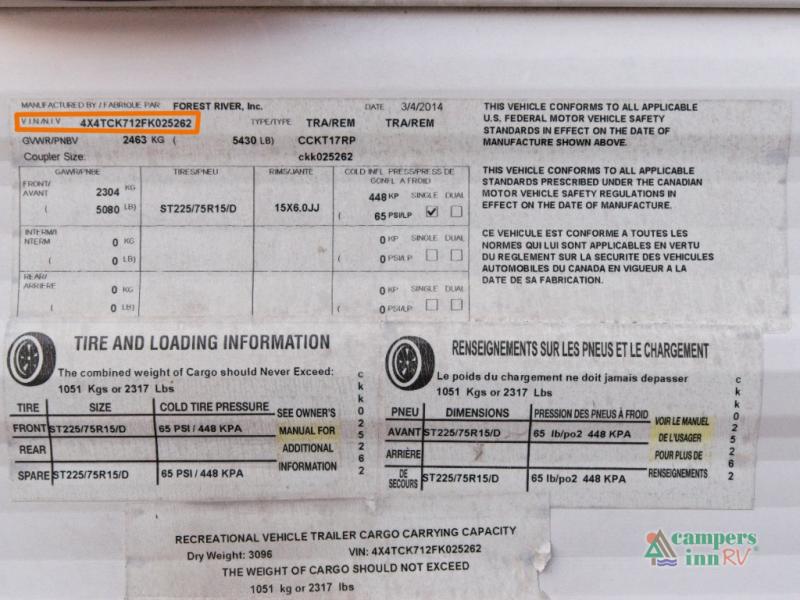 MANUFACTURED BY / FABRIQUE PAR FOREST RIVER, Inc. DATE 3/4/2014
V.I.N/N.I.V 4X4TCK712FK025262 TYPE/TYPE TRA/REM TRA/REM
GVWR/PNBV 2463 KG ( 5430 LB) CCKT17RP
Coupler Size: ckk025262
GAWR/PNBE TIRES/PNEU RIMS/JANTE COLD INFL PRESS/PRESS DE GONFL A FROID
FRONT/ AVANT 2304 KG 448 KP SINGLE DUAL
( 5080 LB) ST225/75R15/D 15X6.0JJ ( 65 PSI/LP
INTERM/I NTERM 0 KG 0 KP SINGLE DUAL
( 0 LB) ( 0 PSI/LP
REAR/ ARRIERE 0 KG 0 KP SINGLE DUAL
( 0 LB) ( 0 PSI/LP
THIS VEHICLE CONFORMS TO ALL APPLICABLE
U.S. FEDERAL MOTOR VEHICLE SAFETY
STANDARDS IN EFFECT ON THE DATE OF
MANUFACTURE SHOWN ABOVE.
THIS VEHICLE CONFORMS TO ALL APPLICABLE
STANDARDS PRESCRIBED UNDER THE CANADIAN
MOTOR VEHICLE SAFETY REGULATIONS IN
EFFECT ON THE DATE OF MANUFACTURE.
CE VEHICULE EST CONFORME A TOUTES LES
NORMES QUI LUI SONT APPLICABLES EN VERTU
DU REGLEMENT SUR LA SECURITE DES VEHICULES
AUTOMOBILES DU CANADA EN VIGUEUR A LA
DATE DE SA FABRICATION.
TIRE AND LOADING INFORMATION
The combined weight of Cargo should Never Exceed:
1051 Kgs or 2317 Lbs
TIRE SIZE COLD TIRE PRESSURE
FRONT ST225/75R15/D 65 PSI / 448 KPA
REAR
SPARE ST225/75R15/D 65 PSI / 448 KPA
SEE OWNER'S
MANUAL FOR
ADDITIONAL
INFORMATION
ckk025262
RENSEIGNEMENTS SUR LES PNEUS ET LE CHARGEMENT
Le poids du chargement ne doit jamais depasser
1051 Kgs or 2317 Lbs
PNEU DIMENSIONS PRESSION DES PNEUS À FROID
AVANT ST225/75R15/D 65 lb/po2 448 KPA
ARRIÈRE
DE SECOURS ST225/75R15/D 65 lb/po2 448 KPA
VOIR LE MANUEL
DE L'USAGER
POUR PLUS DE
RENSEIGNEMENTS
ckk025262
RECREATIONAL VEHICLE TRAILER CARGO CARRYING CAPACITY
Dry Weight: 3096 VIN: 4X4TCK712FK025262
THE WEIGHT OF CARGO SHOULD NOT EXCEED
1051 kg or 2317 lbs
campers
inn RV